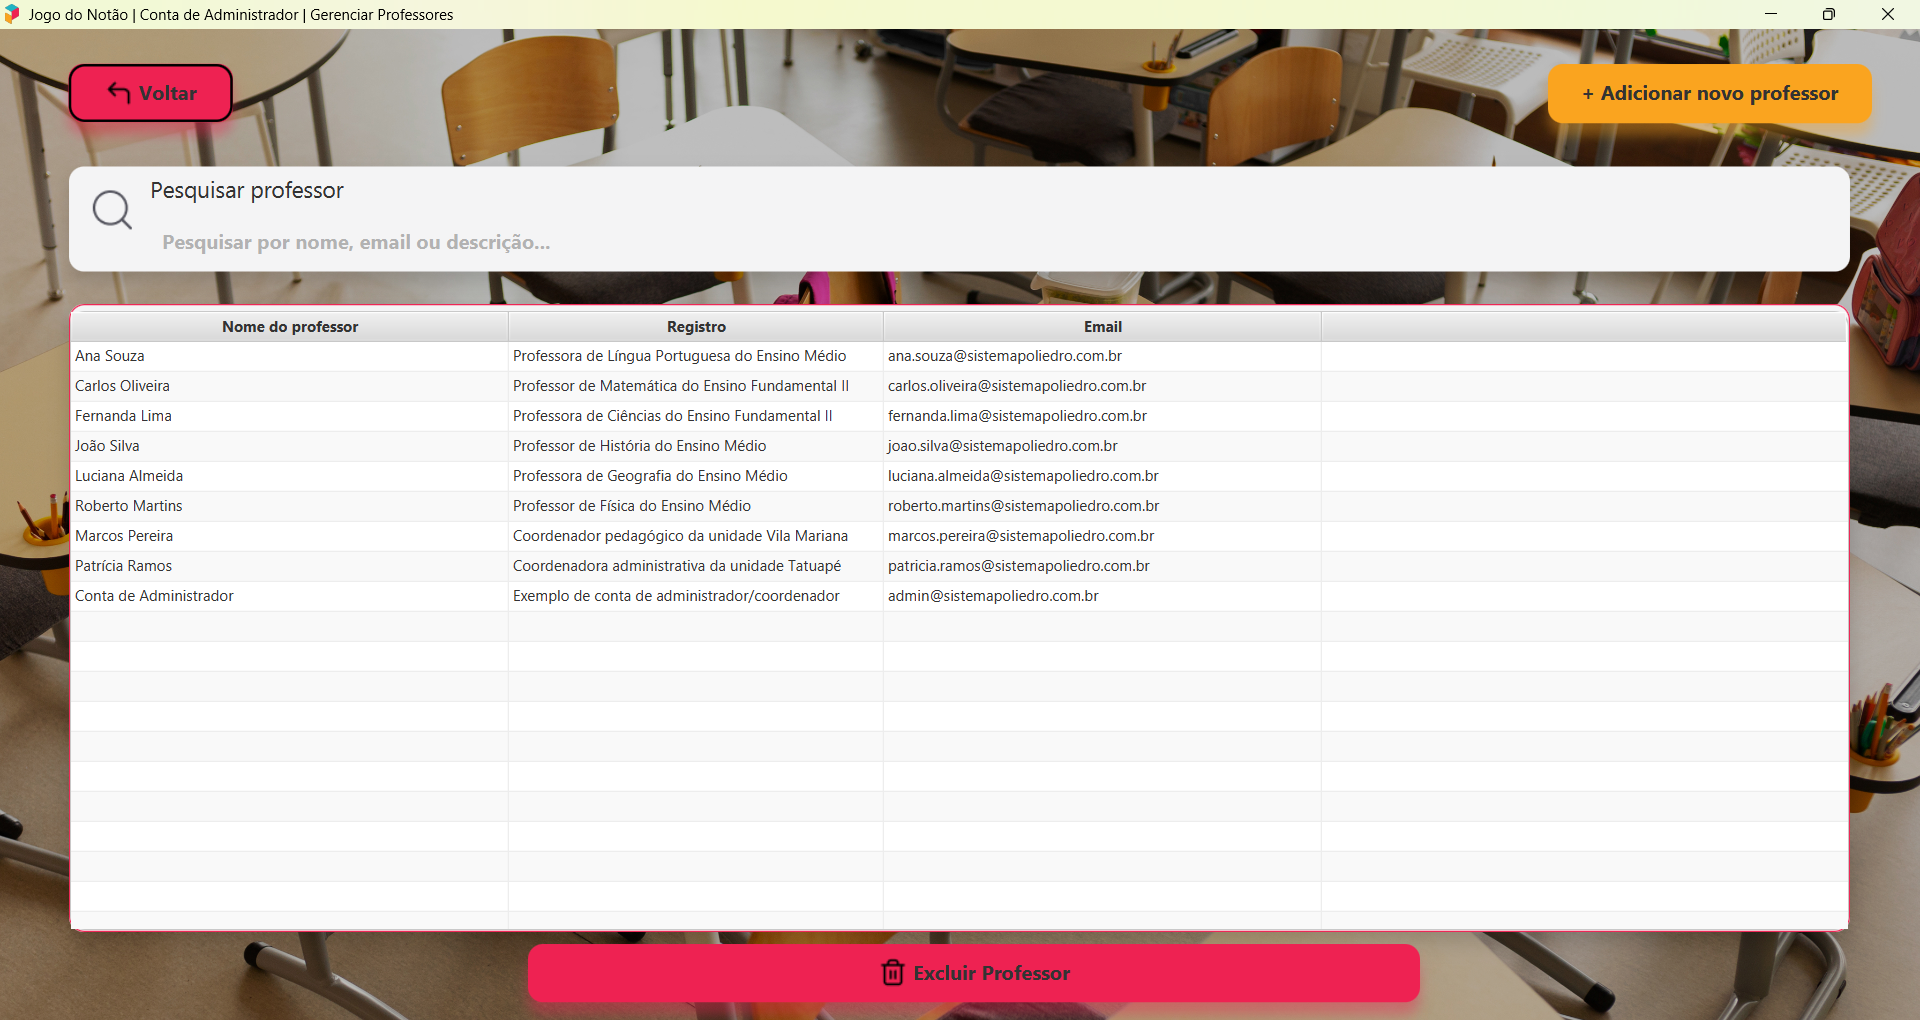 Jogo do Notão | Conta de Administrador | Gerenciar Professores
Voltar
+ Adicionar novo professor
Pesquisar professor
Pesquisar por nome, email ou descrição...
Nome do professor Registro Email
Ana Souza Professora de Língua Portuguesa do Ensino Médio ana.souza@sistemapoliedro.com.br
Carlos Oliveira Professor de Matemática do Ensino Fundamental II carlos.oliveira@sistemapoliedro.com.br
Fernanda Lima Professora de Ciências do Ensino Fundamental II fernanda.lima@sistemapoliedro.com.br
João Silva Professor de História do Ensino Médio joao.silva@sistemapoliedro.com.br
Luciana Almeida Professora de Geografia do Ensino Médio luciana.almeida@sistemapoliedro.com.br
Roberto Martins Professor de Física do Ensino Médio roberto.martins@sistemapoliedro.com.br
Marcos Pereira Coordenador pedagógico da unidade Vila Mariana marcos.pereira@sistemapoliedro.com.br
Patrícia Ramos Coordenadora administrativa da unidade Tatuapé patricia.ramos@sistemapoliedro.com.br
Conta de Administrador Exemplo de conta de administrador/coordenador admin@sistemapoliedro.com.br
Excluir Professor